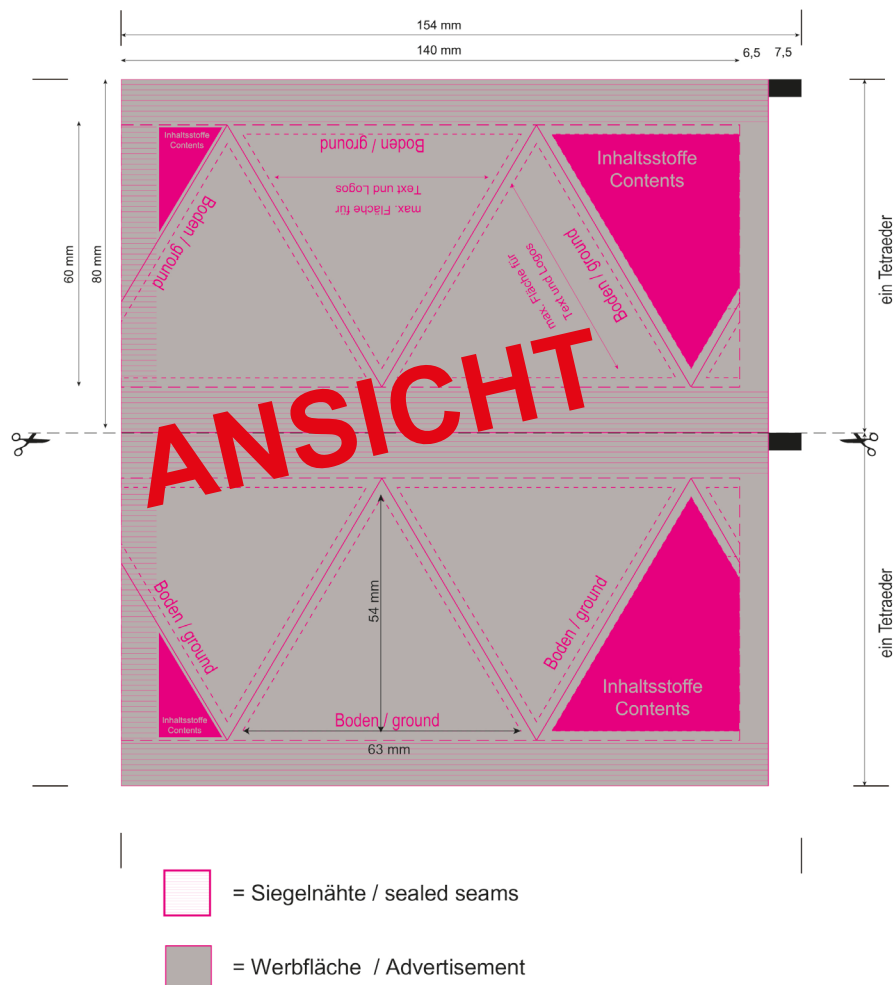 154 mm
140 mm
6,5
7,5
Inhaltsstoffe
Contents
Boden / ground
max. Fläche für
Text und Logos
Inhaltsstoffe
Contents
Boden / ground
max. Fläche für
Text und Logos
Boden / ground
60 mm
80 mm
ein Tetraeder
ANSICHT
Boden / ground
54 mm
Boden / ground
ein Tetraeder
Inhaltsstoffe
Contents
Inhaltsstoffe
Contents
Boden / ground
63 mm
= Siegelnähte / sealed seams
= Werbfläche / Advertisement